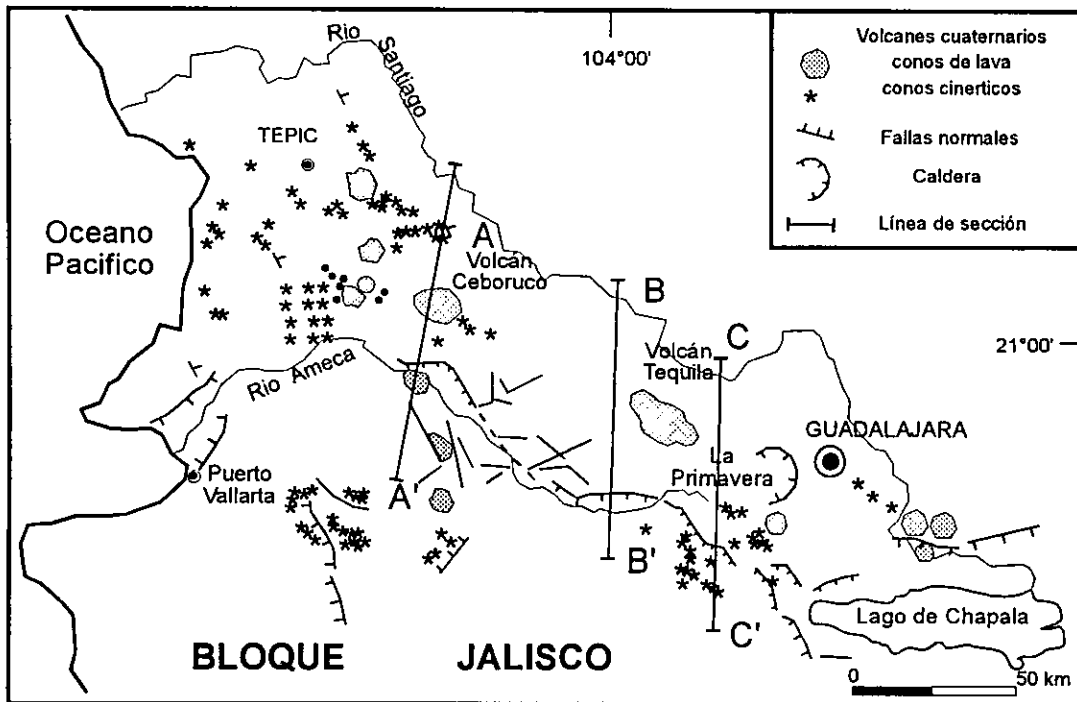 Rio
Santiago
104°00'
Volcanes cuaternarios
conos de lava
conos cinerticos
Fallas normales
Caldera
Línea de sección
TEPIC
Oceano
Pacifico
A
Volcán
Ceboruco
B
C
21°00'
Volcán
Tequila
Rio Ameca
GUADALAJARA
La
Primavera
Puerto
Vallarta
A'
B'
C'
Lago de Chapala
BLOQUE JALISCO
0 50 km